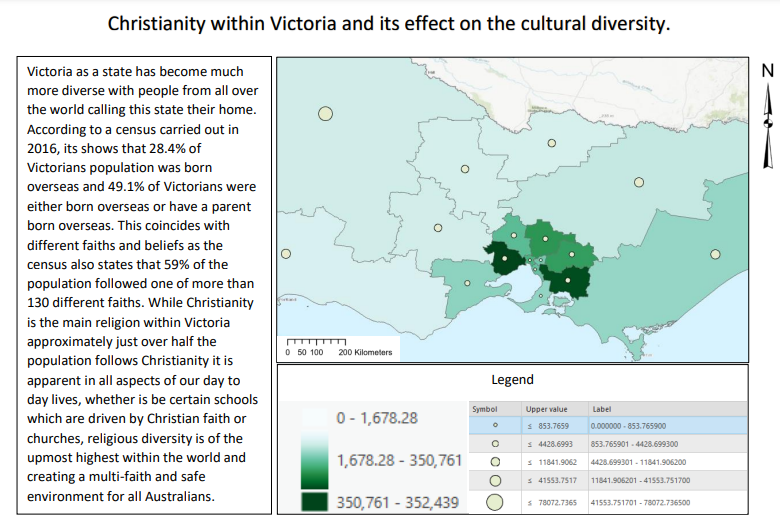 Christianity within Victoria and its effect on the cultural diversity.
Victoria as a state has become much
more diverse with people from all over
the world calling this state their home.
According to a census carried out in
2016, its shows that 28.4% of
Victorians population was born
overseas and 49.1% of Victorians were
either born overseas or have a parent
born overseas. This coincides with
different faiths and beliefs as the
census also states that 59% of the
population followed one of more than
130 different faiths. While Christianity
is the main religion within Victoria
approximately just over half the
population follows Christianity it is
apparent in all aspects of our day to
day lives, whether is be certain schools
which are driven by Christian faith or
churches, religious diversity is of the
upmost highest within the world and
creating a multi-faith and safe
environment for all Australians.
N
0 50 100 200 Kilometers
Legend
0 - 1,678.28
1,678.28 - 350,761
350,761 - 352,439
Symbol Upper value Label
≤ 853.7659 0.000000 - 853.765900
≤ 4428.6993 853.765901 - 4428.699300
≤ 11841.9062 4428.699301 - 11841.906200
≤ 41553.7517 11841.906201 - 41553.751700
≤ 78072.7365 41553.751701 - 78072.736500